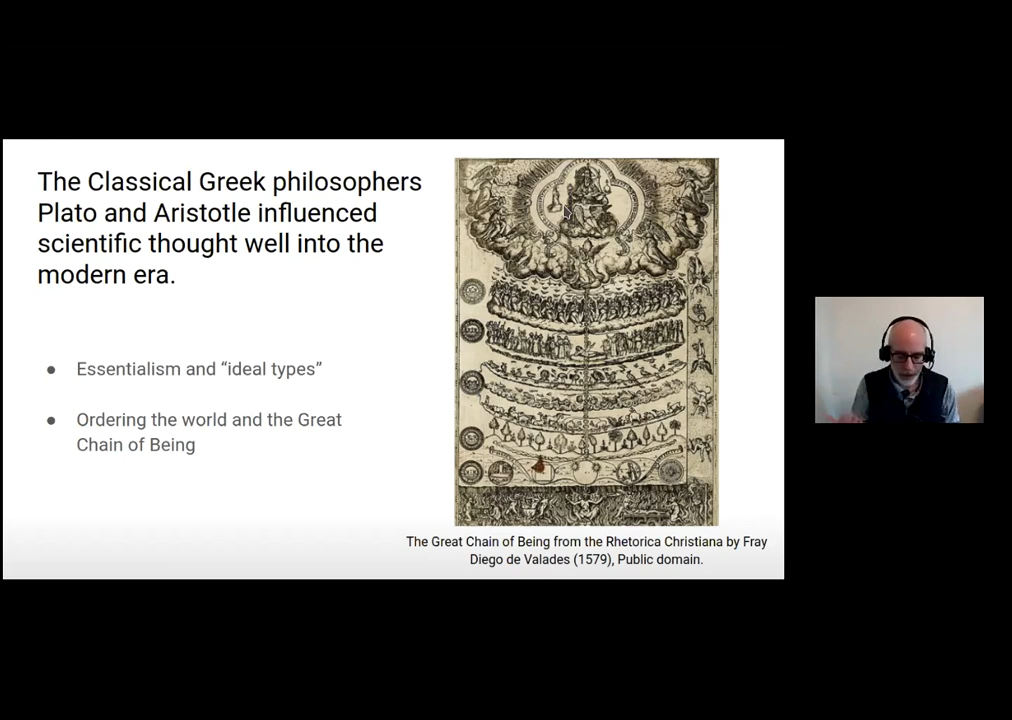 The Classical Greek philosophers
Plato and Aristotle influenced
scientific thought well into the
modern era.
● Essentialism and “ideal types”
● Ordering the world and the Great
Chain of Being
The Great Chain of Being from the Rhetorica Christiana by Fray
Diego de Valades (1579), Public domain.